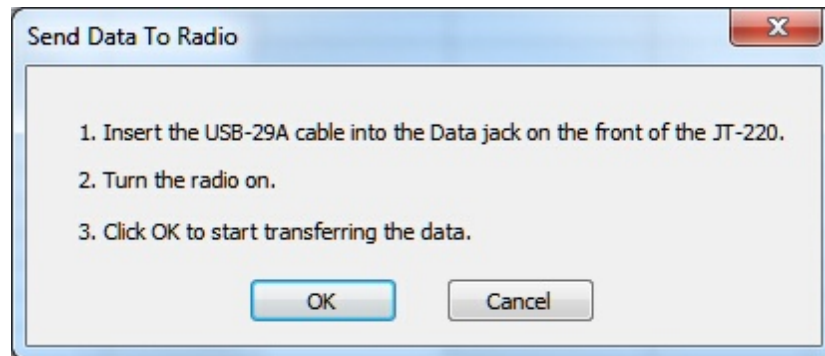 Send Data To Radio
1. Insert the USB-29A cable into the Data jack on the front of the JT-220.
2. Turn the radio on.
3. Click OK to start transferring the data.
OK
Cancel